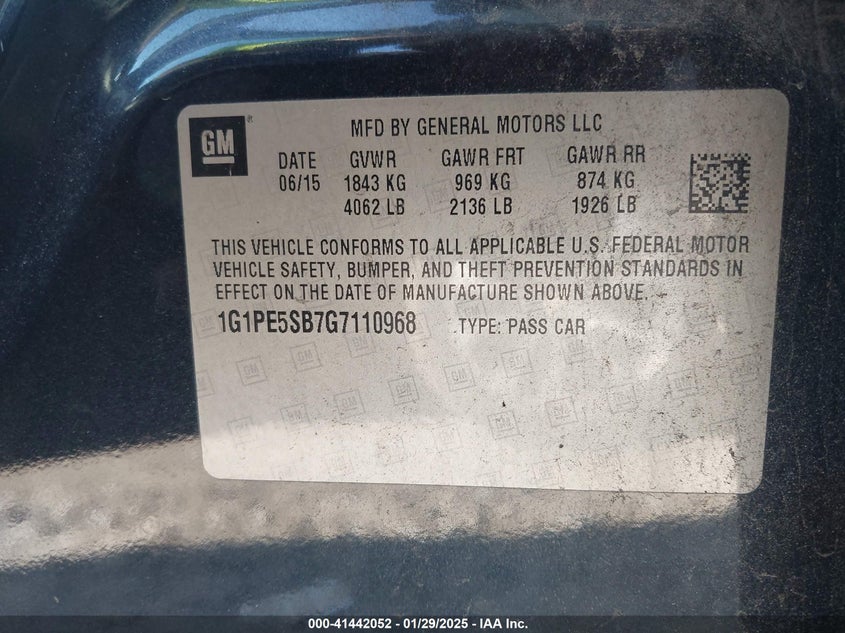 GM
®
MFD BY GENERAL MOTORS LLC
DATE GVWR GAWR FRT GAWR RR
06/15 1843 KG 969 KG 874 KG
4062 LB 2136 LB 1926 LB
THIS VEHICLE CONFORMS TO ALL APPLICABLE U.S. FEDERAL MOTOR
VEHICLE SAFETY, BUMPER, AND THEFT PREVENTION STANDARDS IN
EFFECT ON THE DATE OF MANUFACTURE SHOWN ABOVE.
1G1PE5SB7G7110968 TYPE: PASS CAR
000-41442052 / 01/29/2025 - IAA Inc.